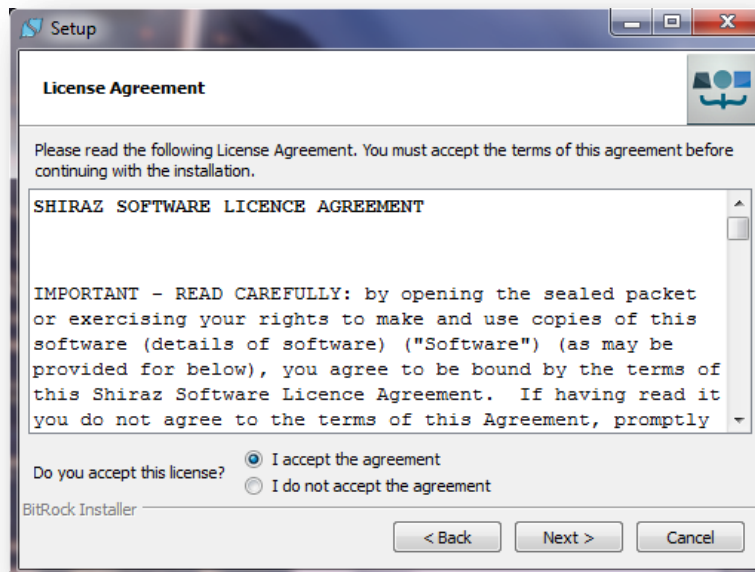 Setup
License Agreement
Please read the following License Agreement. You must accept the terms of this agreement before
continuing with the installation.
SHIRAZ SOFTWARE LICENCE AGREEMENT
IMPORTANT - READ CAREFULLY: by opening the sealed packet
or exercising your rights to make and use copies of this
software (details of software) ("Software") (as may be
provided for below), you agree to be bound by the terms of
this Shiraz Software Licence Agreement.  If having read it
you do not agree to the terms of this Agreement, promptly
Do you accept this license?
I accept the agreement
I do not accept the agreement
BitRock Installer
< Back
Next >
Cancel